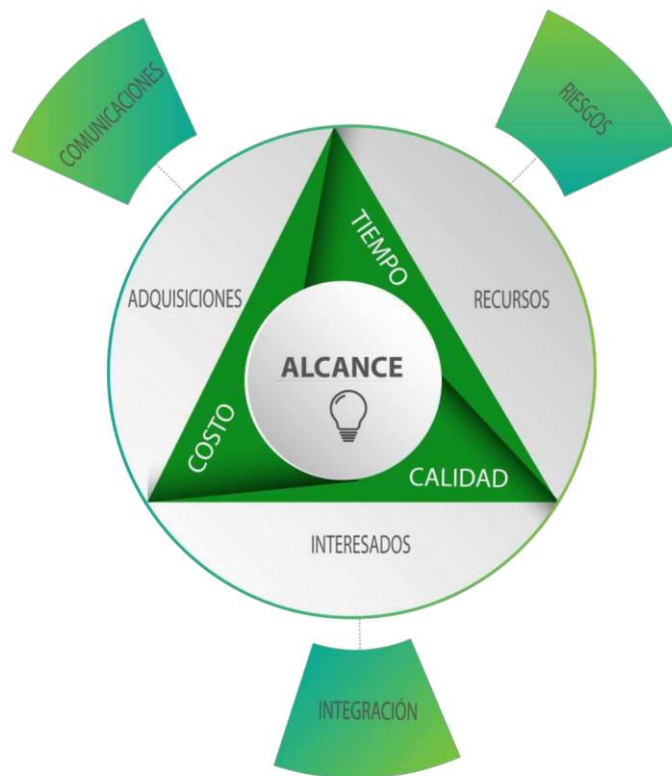 COMUNICACIONES
RIESGOS
TIEMPO
ADQUISICIONES
RECURSOS
ALCANCE
COSTO
CALIDAD
INTERESADOS
INTEGRACIÓN